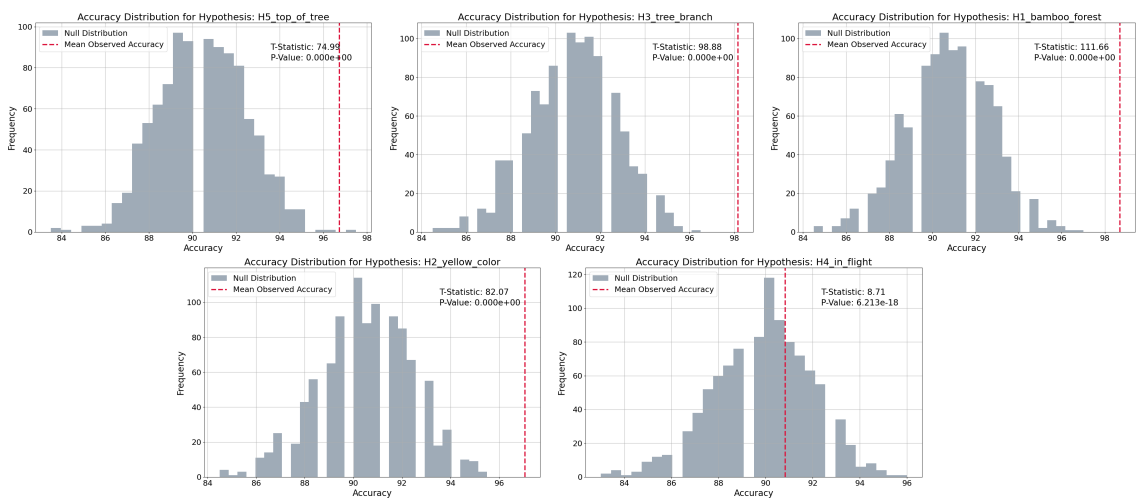 Accuracy Distribution for Hypothesis: H5_top_of_tree
Null Distribution
Mean Observed Accuracy
T-Statistic: 74.99
P-Value: 0.000e+00
Frequency
100
80
60
40
20
0
84 86 88 90 92 94 96 98
Accuracy
Accuracy Distribution for Hypothesis: H3_tree_branch
Null Distribution
Mean Observed Accuracy
T-Statistic: 98.88
P-Value: 0.000e+00
Frequency
100
80
60
40
20
0
84 86 88 90 92 94 96 98
Accuracy
Accuracy Distribution for Hypothesis: H1_bamboo_forest
Null Distribution
Mean Observed Accuracy
T-Statistic: 111.66
P-Value: 0.000e+00
Frequency
100
80
60
40
20
0
84 86 88 90 92 94 96 98
Accuracy
Accuracy Distribution for Hypothesis: H2_yellow_color
Null Distribution
Mean Observed Accuracy
T-Statistic: 82.07
P-Value: 0.000e+00
Frequency
100
80
60
40
20
0
84 86 88 90 92 94 96
Accuracy
Accuracy Distribution for Hypothesis: H4_in_flight
Null Distribution
Mean Observed Accuracy
T-Statistic: 8.71
P-Value: 6.213e-18
Frequency
120
100
80
60
40
20
0
84 86 88 90 92 94 96
Accuracy